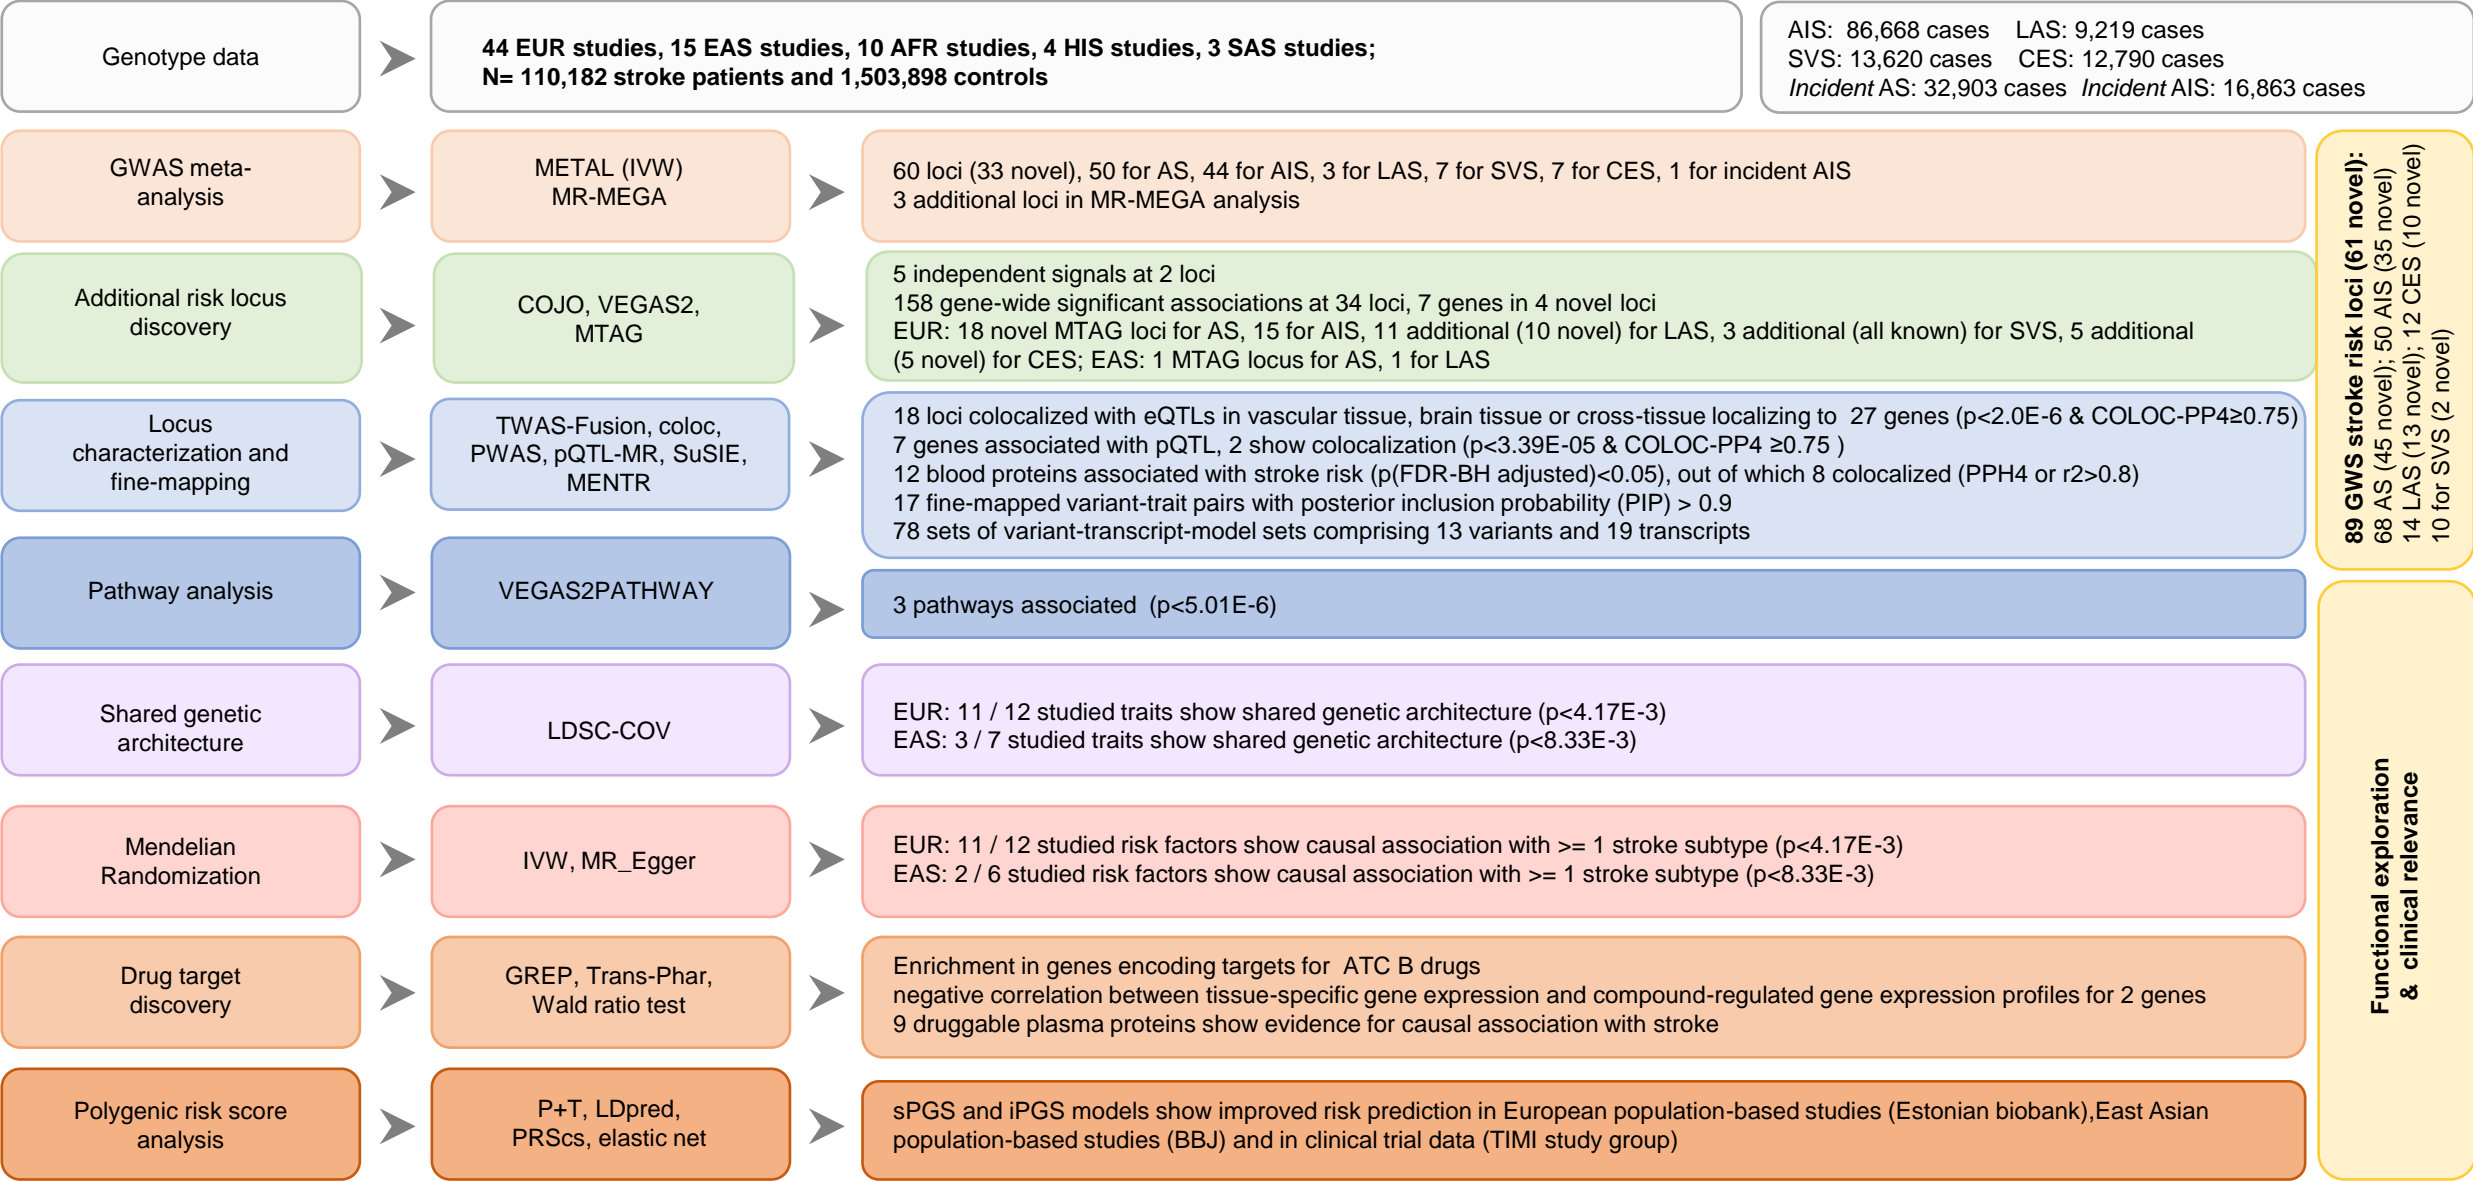 Genotype data
44 EUR studies, 15 EAS studies, 10 AFR studies, 4 HIS studies, 3 SAS studies;
N= 110,182 stroke patients and 1,503,898 controls
AIS:  86,668 cases    LAS: 9,219 cases
SVS: 13,620 cases    CES: 12,790 cases
Incident AS: 32,903 cases  Incident AIS: 16,863 cases
GWAS meta-
analysis
METAL (IVW)
MR-MEGA
60 loci (33 novel), 50 for AS, 44 for AIS, 3 for LAS, 7 for SVS, 7 for CES, 1 for incident AIS
3 additional loci in MR-MEGA analysis
Additional risk locus
discovery
COJO, VEGAS2,
MTAG
5 independent signals at 2 loci
158 gene-wide significant associations at 34 loci, 7 genes in 4 novel loci
EUR: 18 novel MTAG loci for AS, 15 for AIS, 11 additional (10 novel) for LAS, 3 additional (all known) for SVS, 5 additional
(5 novel) for CES; EAS: 1 MTAG locus for AS, 1 for LAS
Locus
characterization and
fine-mapping
TWAS-Fusion, coloc,
PWAS, pQTL-MR, SuSIE,
MENTR
18 loci colocalized with eQTLs in vascular tissue, brain tissue or cross-tissue localizing to  27 genes (p<2.0E-6 & COLOC-PP4≥0.75)
7 genes associated with pQTL, 2 show colocalization (p<3.39E-05 & COLOC-PP4 ≥0.75 )
12 blood proteins associated with stroke risk (p(FDR-BH adjusted)<0.05), out of which 8 colocalized (PPH4 or r2>0.8)
17 fine-mapped variant-trait pairs with posterior inclusion probability (PIP) > 0.9
78 sets of variant-transcript-model sets comprising 13 variants and 19 transcripts
89 GWS stroke risk loci (61 novel):
68 AS (45 novel); 50 AIS (35 novel)
14 LAS (13 novel); 12 CES (10 novel)
10 for SVS (2 novel)
Pathway analysis
VEGAS2PATHWAY
3 pathways associated  (p<5.01E-6)
Shared genetic
architecture
LDSC-COV
EUR: 11 / 12 studied traits show shared genetic architecture (p<4.17E-3)
EAS: 3 / 7 studied traits show shared genetic architecture (p<8.33E-3)
Mendelian
Randomization
IVW, MR_Egger
EUR: 11 / 12 studied risk factors show causal association with >= 1 stroke subtype (p<4.17E-3)
EAS: 2 / 6 studied risk factors show causal association with >= 1 stroke subtype (p<8.33E-3)
Drug target
discovery
GREP, Trans-Phar,
Wald ratio test
Enrichment in genes encoding targets for  ATC B drugs
negative correlation between tissue-specific gene expression and compound-regulated gene expression profiles for 2 genes
9 druggable plasma proteins show evidence for causal association with stroke
Polygenic risk score
analysis
P+T, LDpred,
PRScs, elastic net
sPGS and iPGS models show improved risk prediction in European population-based studies (Estonian biobank),East Asian
population-based studies (BBJ) and in clinical trial data (TIMI study group)
Functional exploration
&  clinical relevance